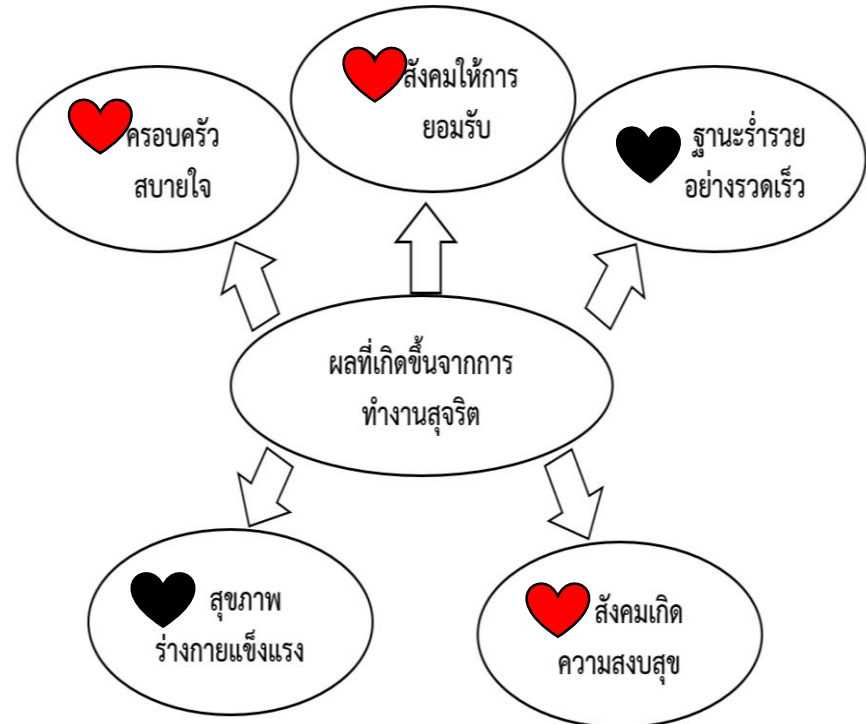 สังคมให้การ
ยอมรับ
ครอบครัว
สบายใจ
ฐานะร่ำรวย
อย่างรวดเร็ว
ผลที่เกิดขึ้นจากการ
ทำงานสุจริต
สุขภาพ
ร่างกายแข็งแรง
สังคมเกิด
ความสงบสุข